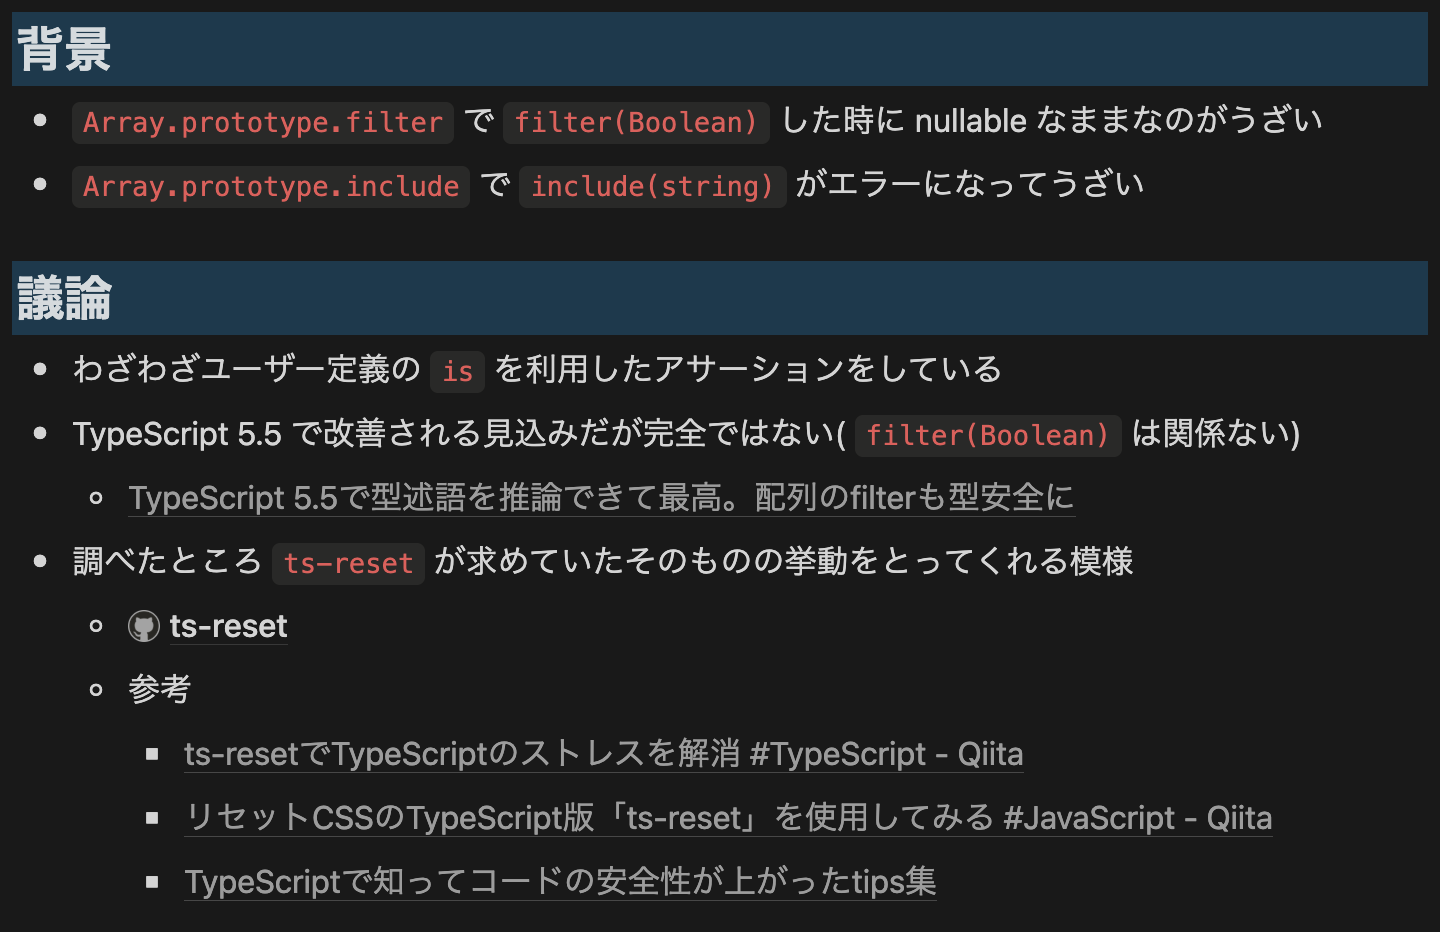 背景
Array.prototype.filter で filter(Boolean) した時に nullable なままなのがうざい
Array.prototype.include で include(string) がエラーになってうざい
議論
わざわざユーザー定義の is を利用したアサーションをしている
TypeScript 5.5 で改善される見込みだが完全ではない( filter(Boolean) は関係ない)
TypeScript 5.5で型述語を推論できて最高。配列のfilterも型安全に
調べたところ ts-reset が求めていたそのものの挙動をとってくれる模様
ts-reset
参考
ts-resetでTypeScriptのストレスを解消 #TypeScript - Qiita
リセットCSSのTypeScript版「ts-reset」を使用してみる #JavaScript - Qiita
TypeScriptで知ってコードの安全性が上がったtips集